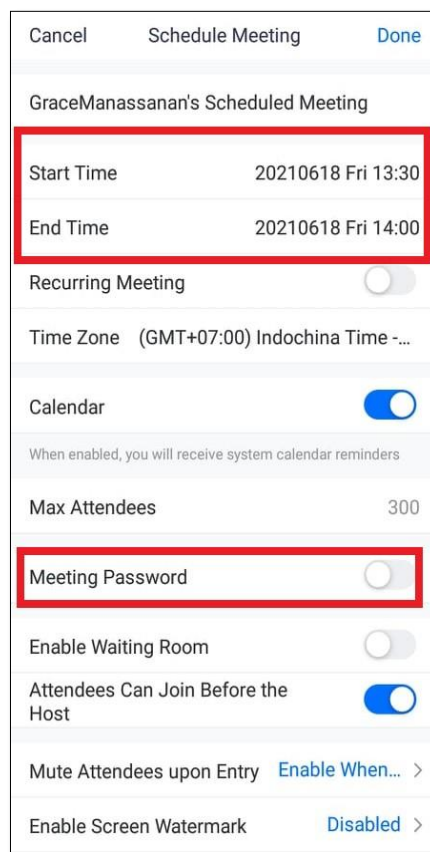 Cancel Schedule Meeting Done
GraceManassanan's Scheduled Meeting
Start Time 20210618 Fri 13:30
End Time 20210618 Fri 14:00
Recurring Meeting
Time Zone (GMT+07:00) Indochina Time -...
Calendar
When enabled, you will receive system calendar reminders
Max Attendees 300
Meeting Password
Enable Waiting Room
Attendees Can Join Before the
Host
Mute Attendees upon Entry Enable When... >
Enable Screen Watermark Disabled >